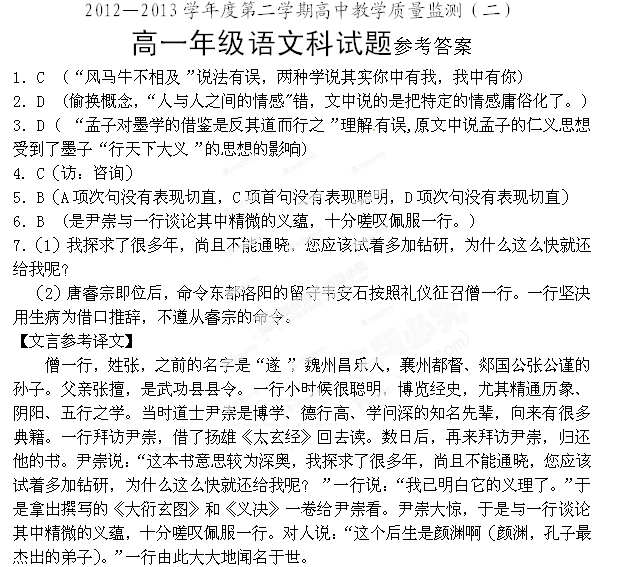 2012—2013学年度第二学期高中教学质量监测（二）
高一年级语文科试题参考答案
1．C （“风马牛不相及”说法有误，两种学说其实你中有我，我中有你）
2．D （偷换概念，“人与人之间的情感"错，文中说的是把特定的情感庸俗化了。）
3．D（ “孟子对墨学的借鉴是反其道而行之 ”理解有误,原文中说孟子的仁义思想
受到了墨子“行天下大义 ”的思想的影响）
4．C（访：咨询）
5．B（A项次句没有表现切直，C项首句没有表现聪明，D项次句没有表现切直）
6．B （是尹崇与一行谈论其中精微的义蕴，十分嗟叹佩服一行。）
7．（1）我探求了很多年，尚且不能通晓，您应该试着多加钻研，为什么这么快就还
给我呢？
（2）唐睿宗即位后，命令东都洛阳的留守韦安石按照礼仪征召僧一行。一行坚决
用生病为借口推辞，不遵从睿宗的命令。
【文言参考译文】
僧一行，姓张，之前的名字是“遂 ”，魏州昌乐人，襄州都督、郯国公张公谨的
孙子。父亲张擅，是武功县县令。一行小时候很聪明，博览经史，尤其精通历象、
阴阳、五行之学。当时道士尹崇是博学、德行高、学问深的知名先辈，向来有很多
典籍。一行拜访尹崇，借了扬雄《太玄经》回去读。数日后，再来拜访尹崇，归还
他的书。尹崇说：“这本书意思较为深奥，我探求了很多年，尚且不能通晓，您应该
试着多加钻研，为什么这么快就还给我呢？ ”一行说：“我已明白它的义理了。”于
是拿出撰写的《大衍玄图》和《义决》一卷给尹崇看。尹崇大惊，于是与一行谈论
其中精微的义蕴，十分嗟叹佩服一行。对人说：“这个后生是颜渊啊（颜渊，孔子最
杰出的弟子）。”一行由此大大地闻名于世。